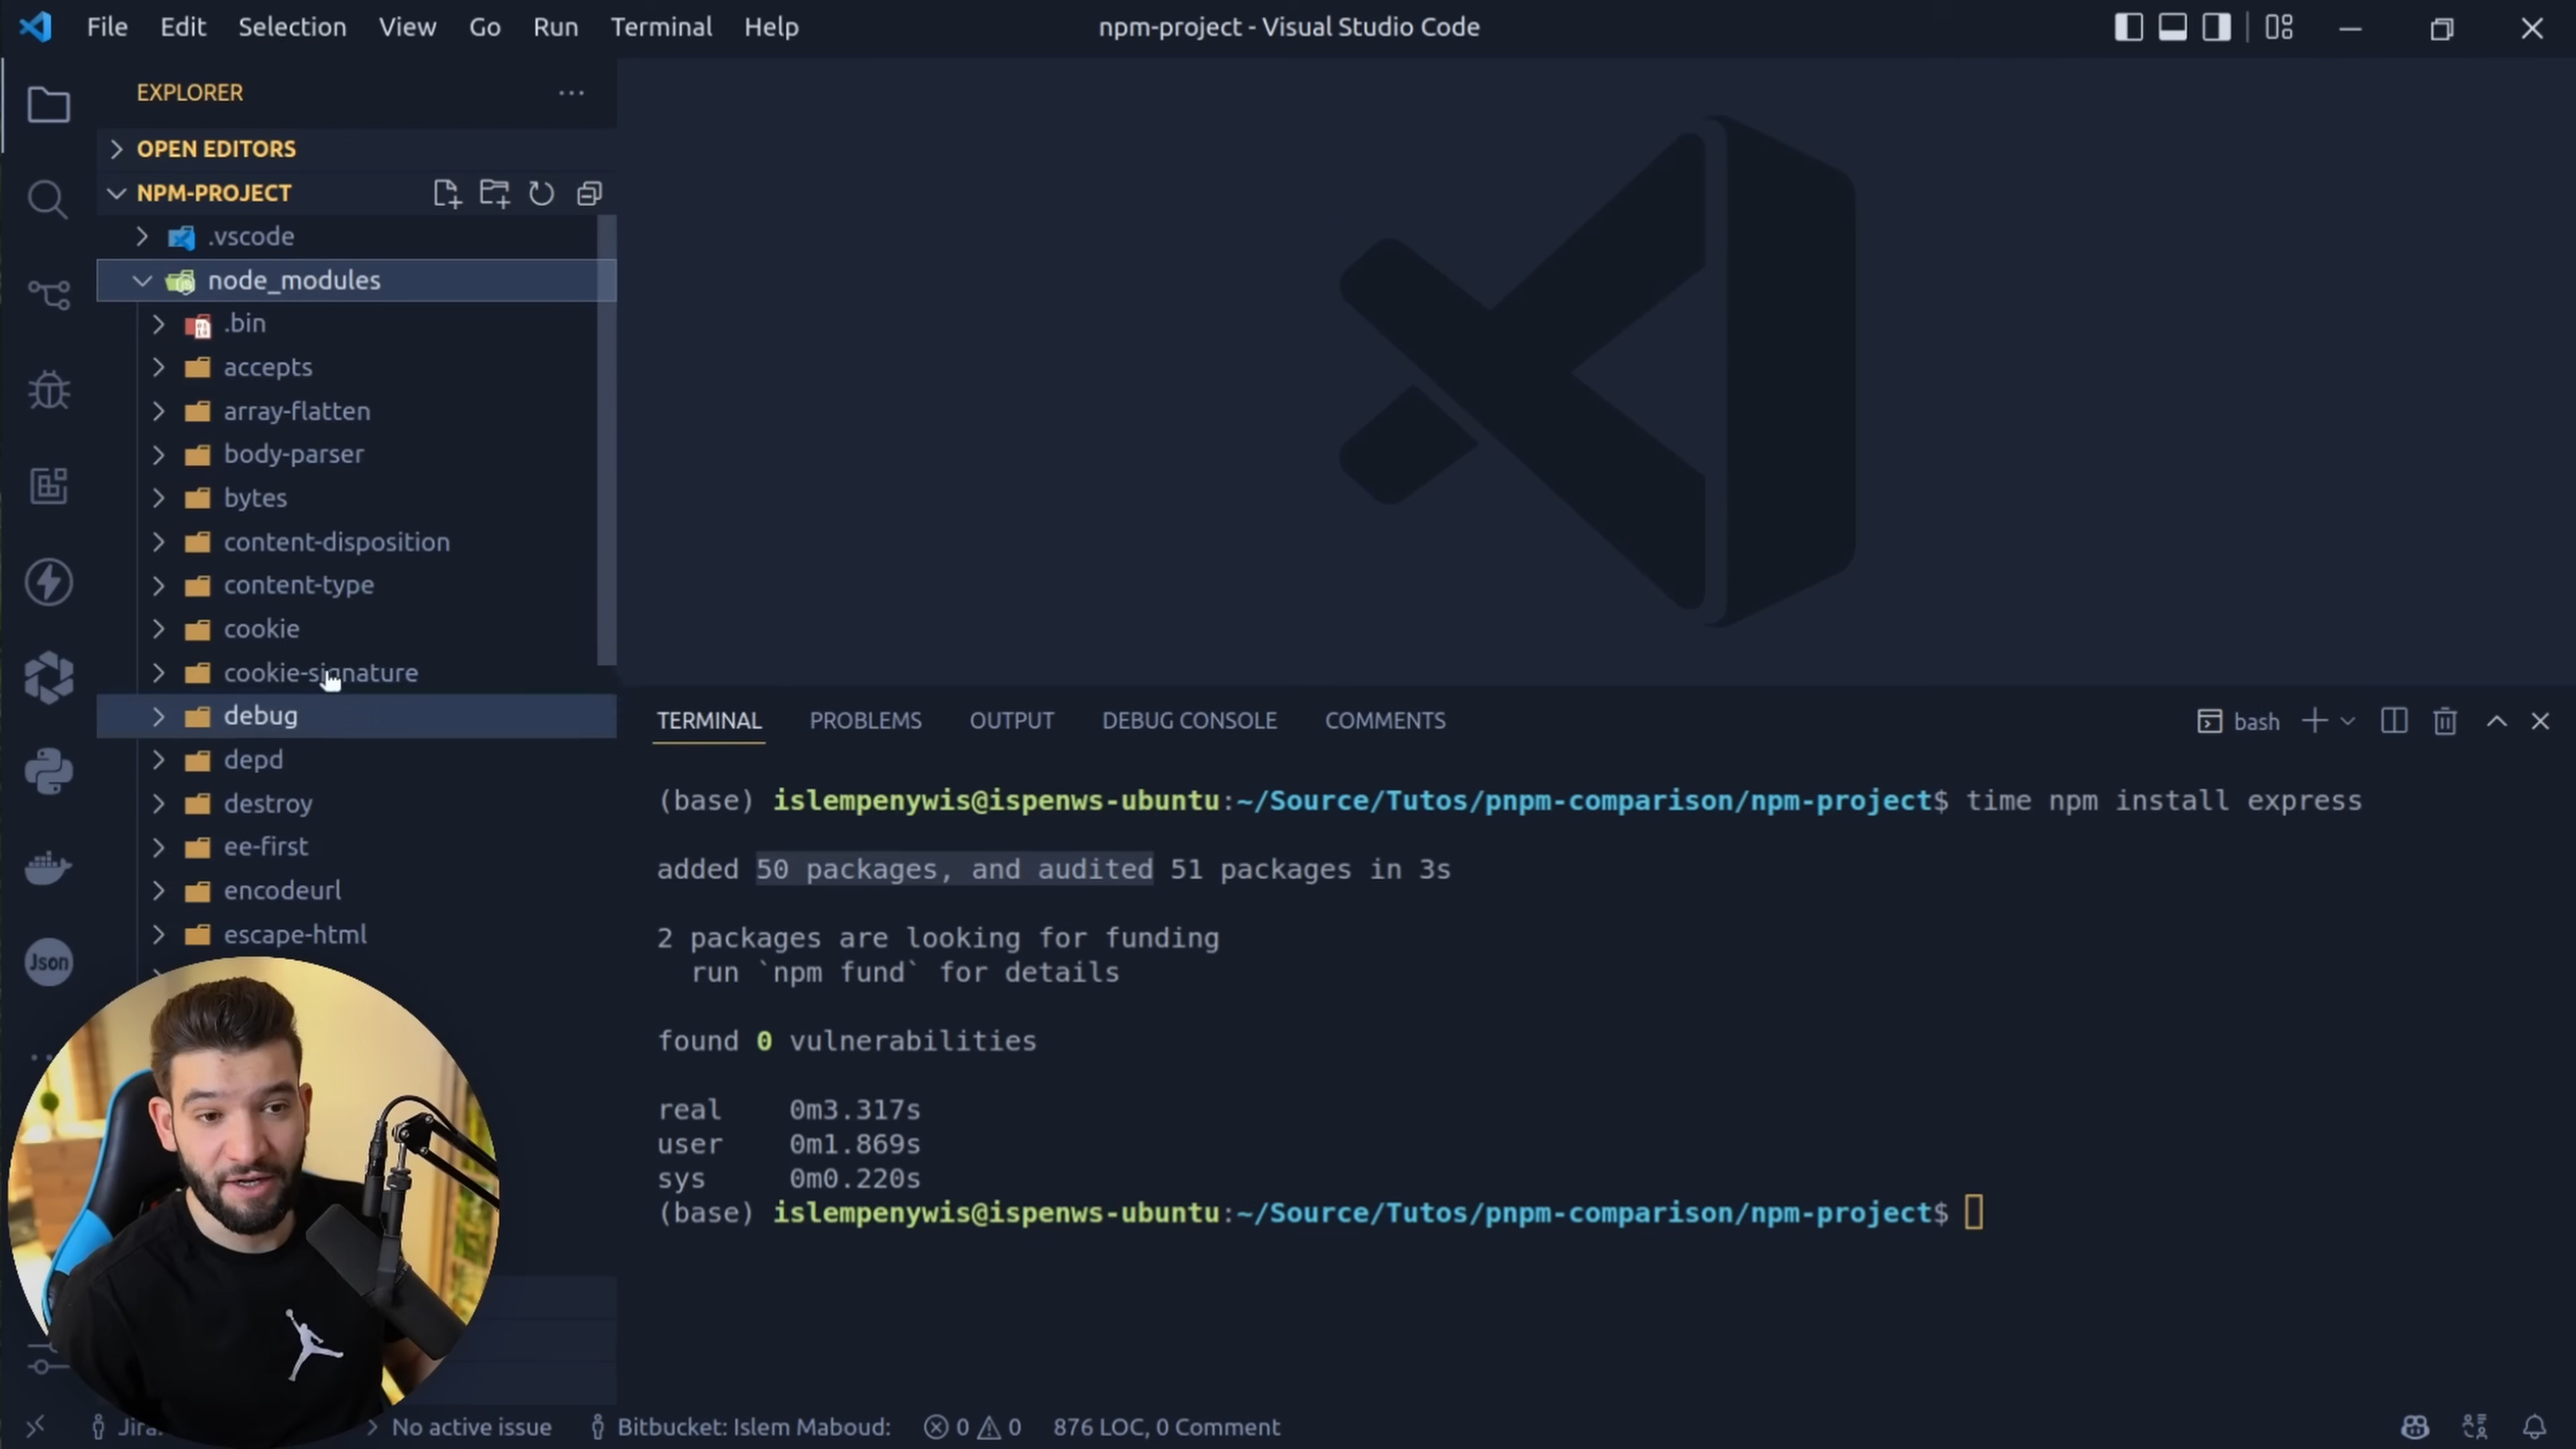 File Edit Selection View Go Run Terminal Help
npm-project - Visual Studio Code
EXPLORER
OPEN EDITORS
NPM-PROJECT
.vscode
node_modules
.bin
accepts
array-flatten
body-parser
bytes
content-disposition
content-type
cookie
cookie-signature
debug
depd
destroy
ee-first
encodeurl
escape-html
Json
TERMINAL PROBLEMS OUTPUT DEBUG CONSOLE COMMENTS
bash
(base) islempenywis@ispenws-ubuntu:~/Source/Tutos/pnpm-comparison/npm-project$ time npm install express
added 50 packages, and audited 51 packages in 3s
2 packages are looking for funding
run `npm fund` for details
found 0 vulnerabilities
real 0m3.317s
user 0m1.869s
sys 0m0.220s
(base) islempenywis@ispenws-ubuntu:~/Source/Tutos/pnpm-comparison/npm-project$
Jira: No active issue Bitbucket: Islem Maboud: 0 0 876 LOC, 0 Comment